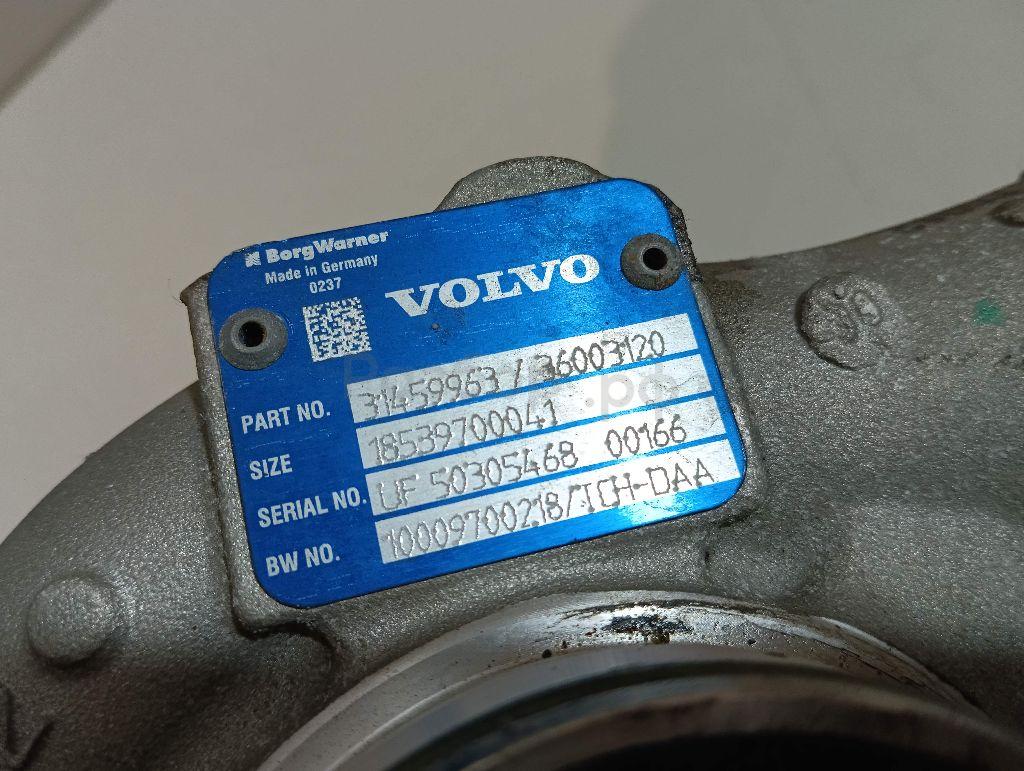 BorgWarner
Made in Germany
0237
VOLVO
PART NO. 31459963 / 36003120
SIZE 18539700041
SERIAL NO. UF 50305468 00166
BW NO. 10009700218/TCH-DAA